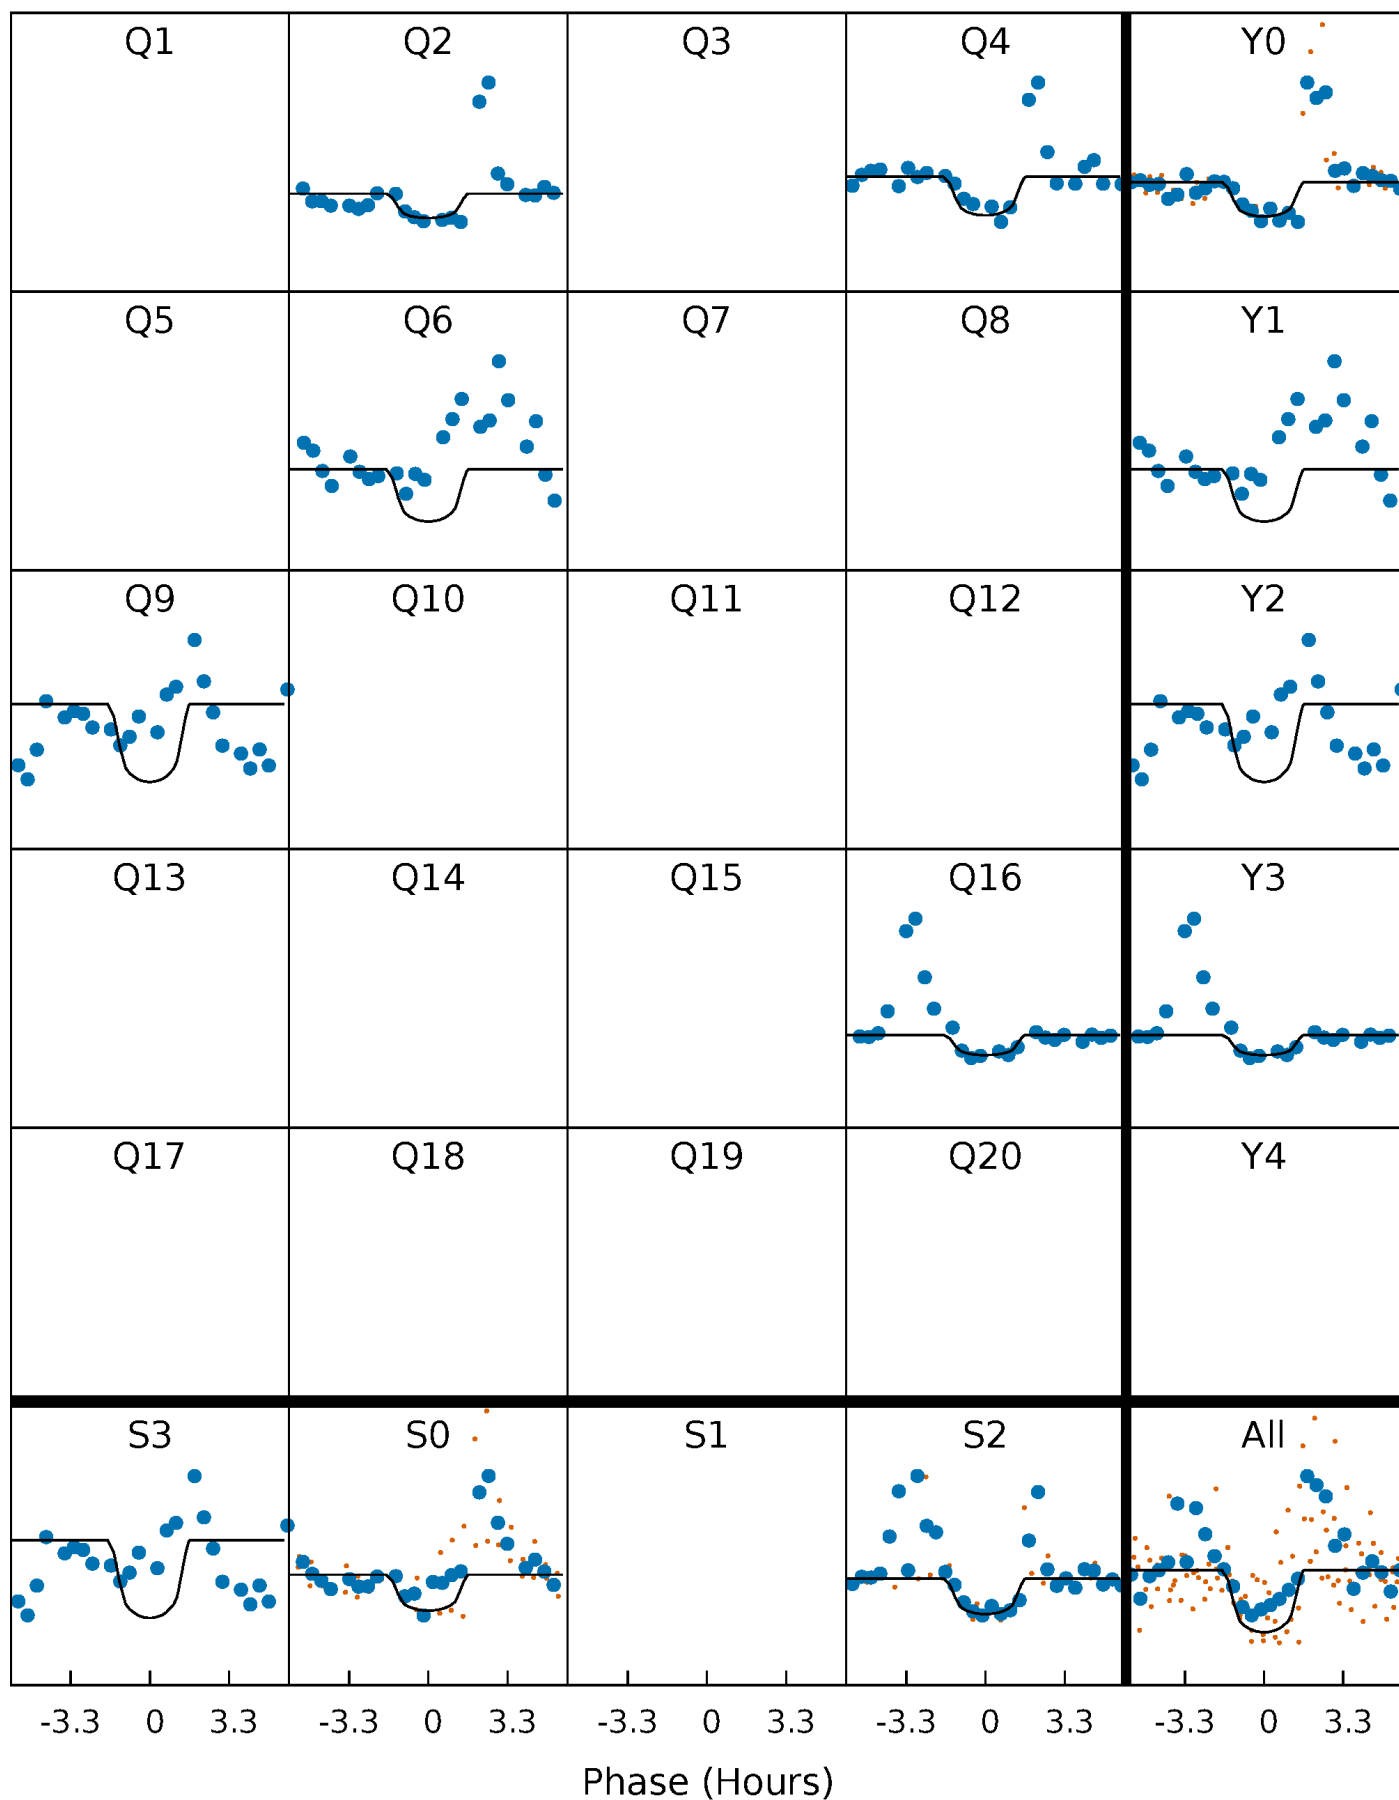 Q1 Q2 Q3 Q4 Y0
Q5 Q6 Q7 Q8 Y1
Q9 Q10 Q11 Q12 Y2
Q13 Q14 Q15 Q16 Y3
Q17 Q18 Q19 Q20 Y4
S3 S0 S1 S2 All
-3.3 0 3.3 -3.3 0 3.3 -3.3 0 3.3 -3.3 0 3.3 -3.3 0 3.3
Phase (Hours)